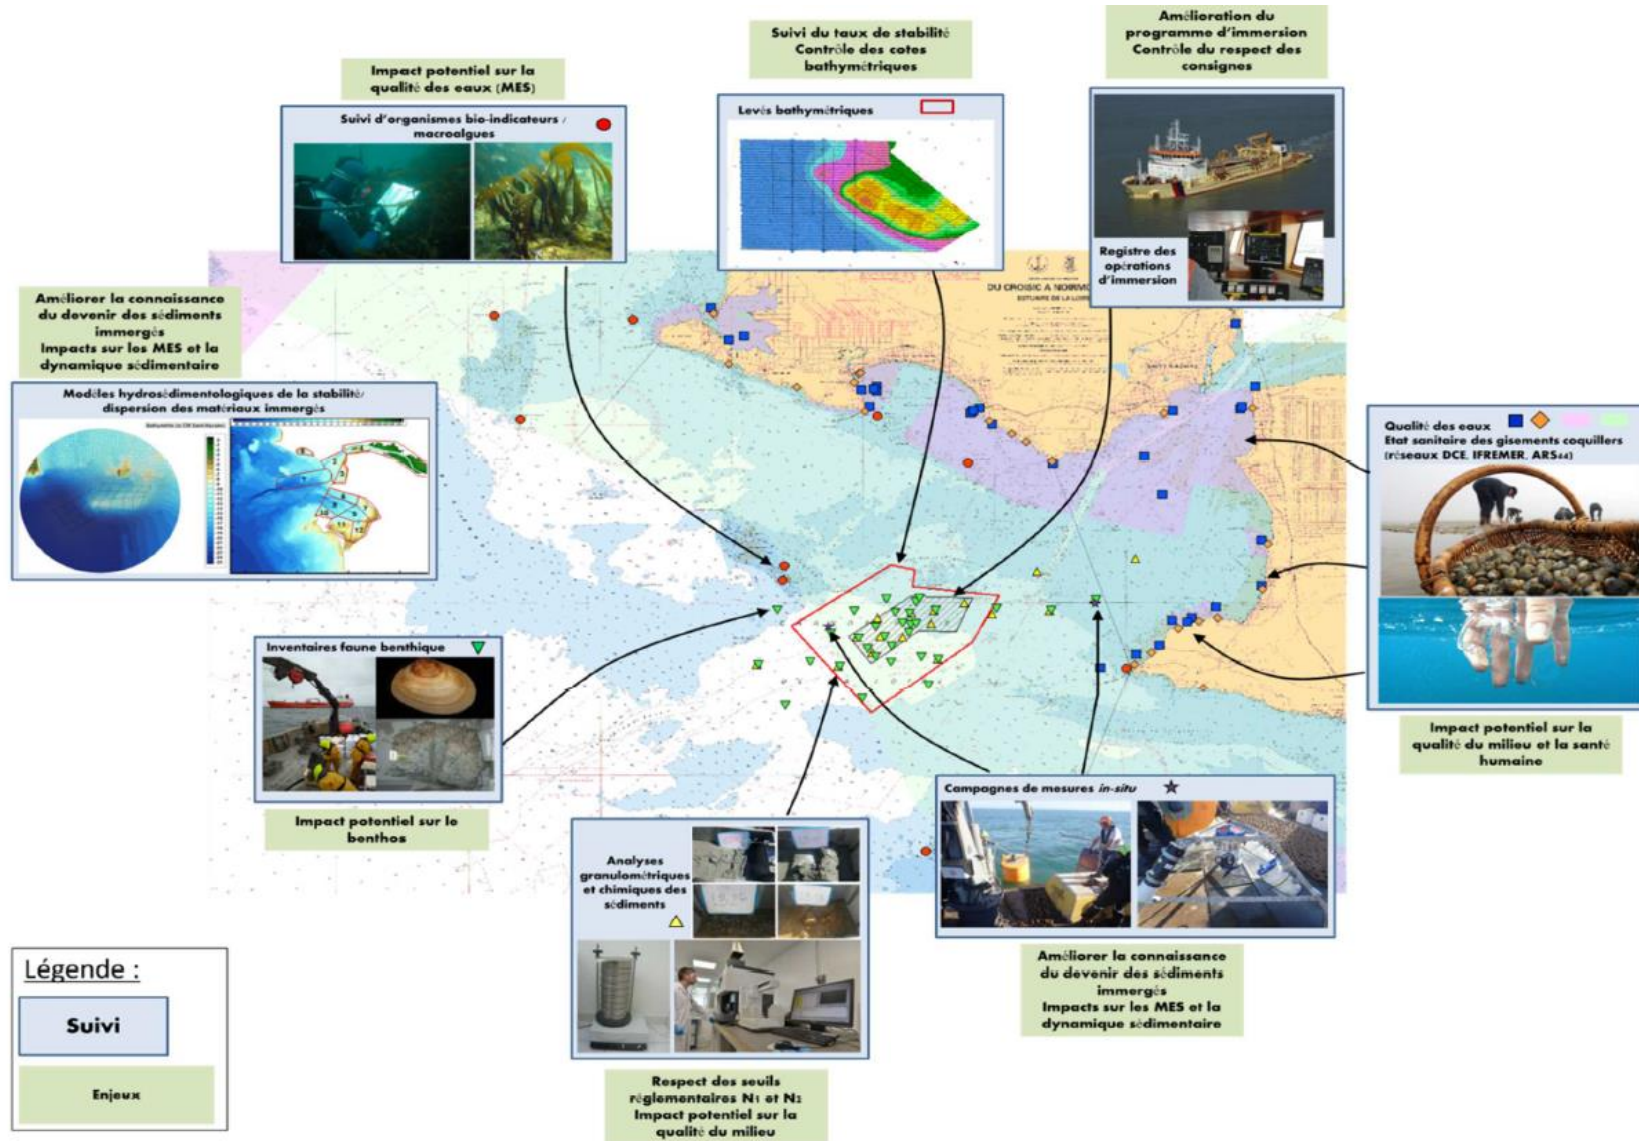 Amélioration du
programme d'immersion
Contrôle du respect des
consignes
Suivi du taux de stabilité
Contrôle des cotes
bathymétriques
Impact potentiel sur la
qualité des eaux (MES)
Suivi d'organismes bio-indicateurs /
macroalgues
Levés bathymétriques
Registre des
opérations
d'immersion
Améliorer la connaissance
du devenir des sédiments
immergés
Impacts sur les MES et la
dynamique sédimentaire
Modèles hydrosédimentologiques de la stabilité/
dispersion des matériaux immergés
DU CROISIC A NOIRM
ESTUAIRE DE LA LOIRE
Qualité des eaux
Etat sanitaire des gisements coquillers
(réseaux DCE, IFREMER, ARS44)
Impact potentiel sur la
qualité du milieu et la santé
humaine
Inventaires faune benthique
Impact potentiel sur le
benthos
Analyses
granulométriques
et chimiques des
sédiments
Campagnes de mesures in-situ
Améliorer la connaissance
du devenir des sédiments
immergés
Impacts sur les MES et la
dynamique sédimentaire
Respect des seuils
réglementaires N1 et N2
Impact potentiel sur la
qualité du milieu
Légende :
Suivi
Enjeux